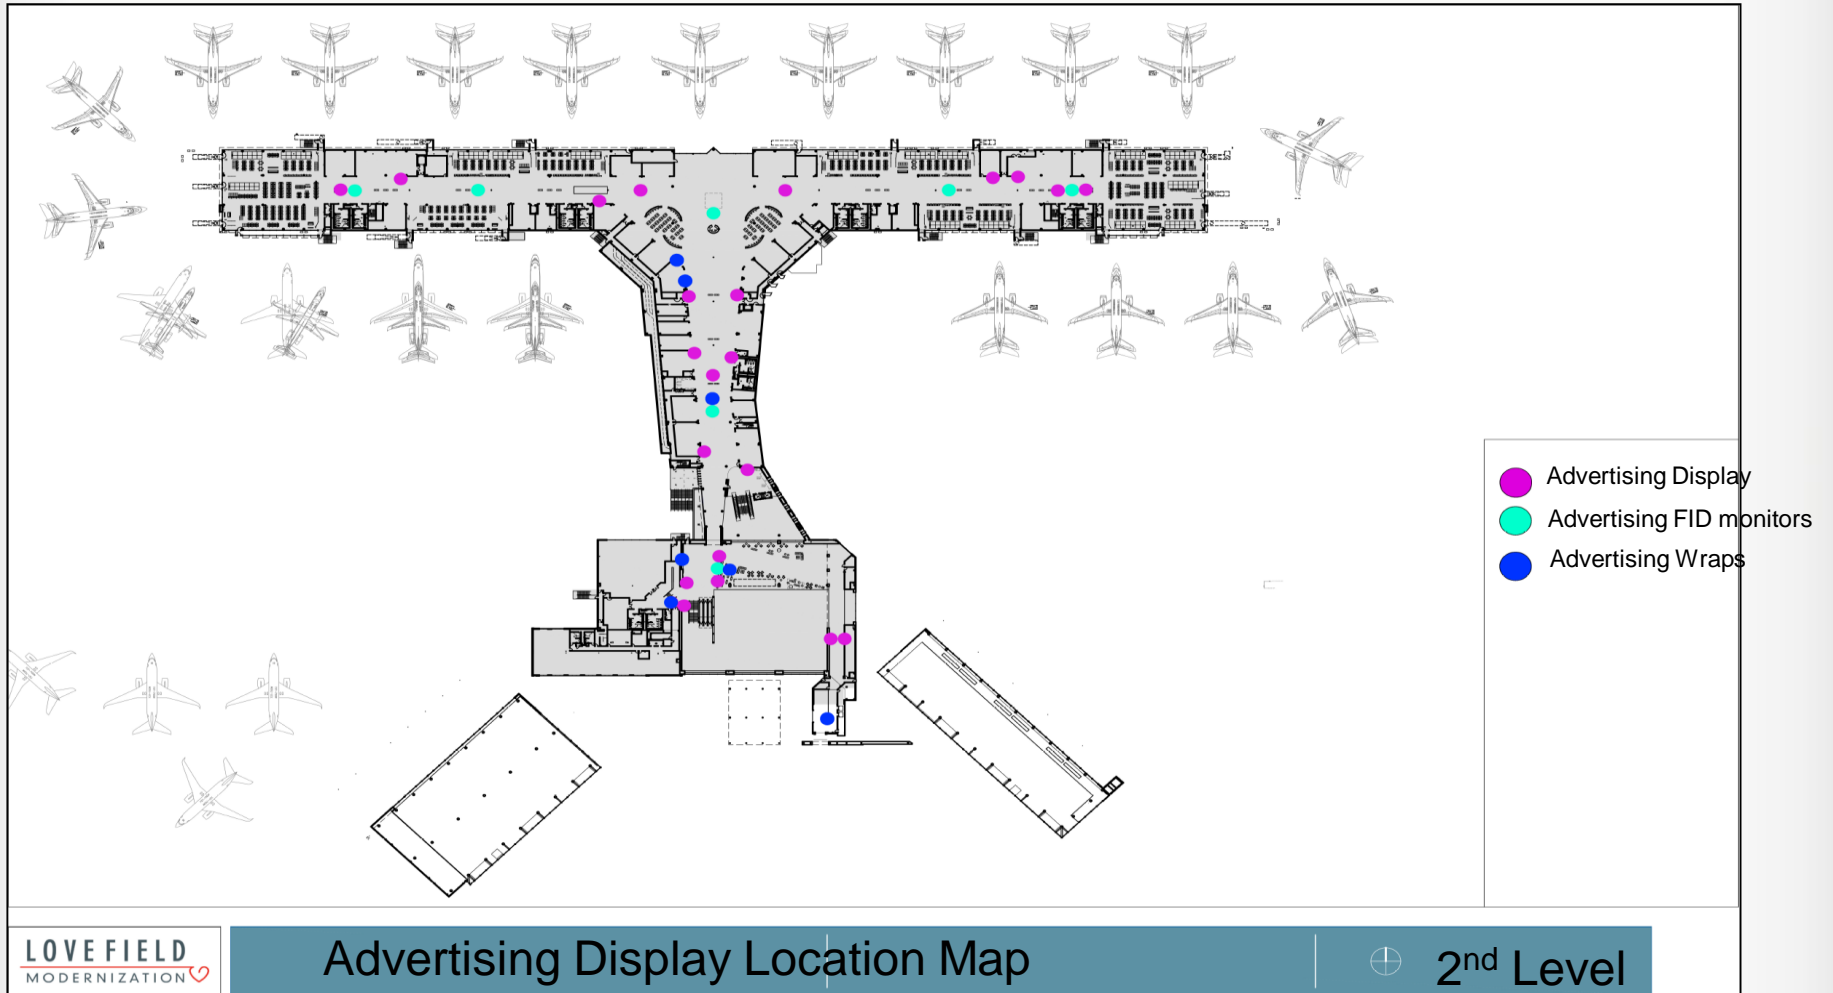 Advertising Display
Advertising FID monitors
Advertising Wraps
LOVE FIELD
MODERNIZATION
Advertising Display Location Map
2nd Level